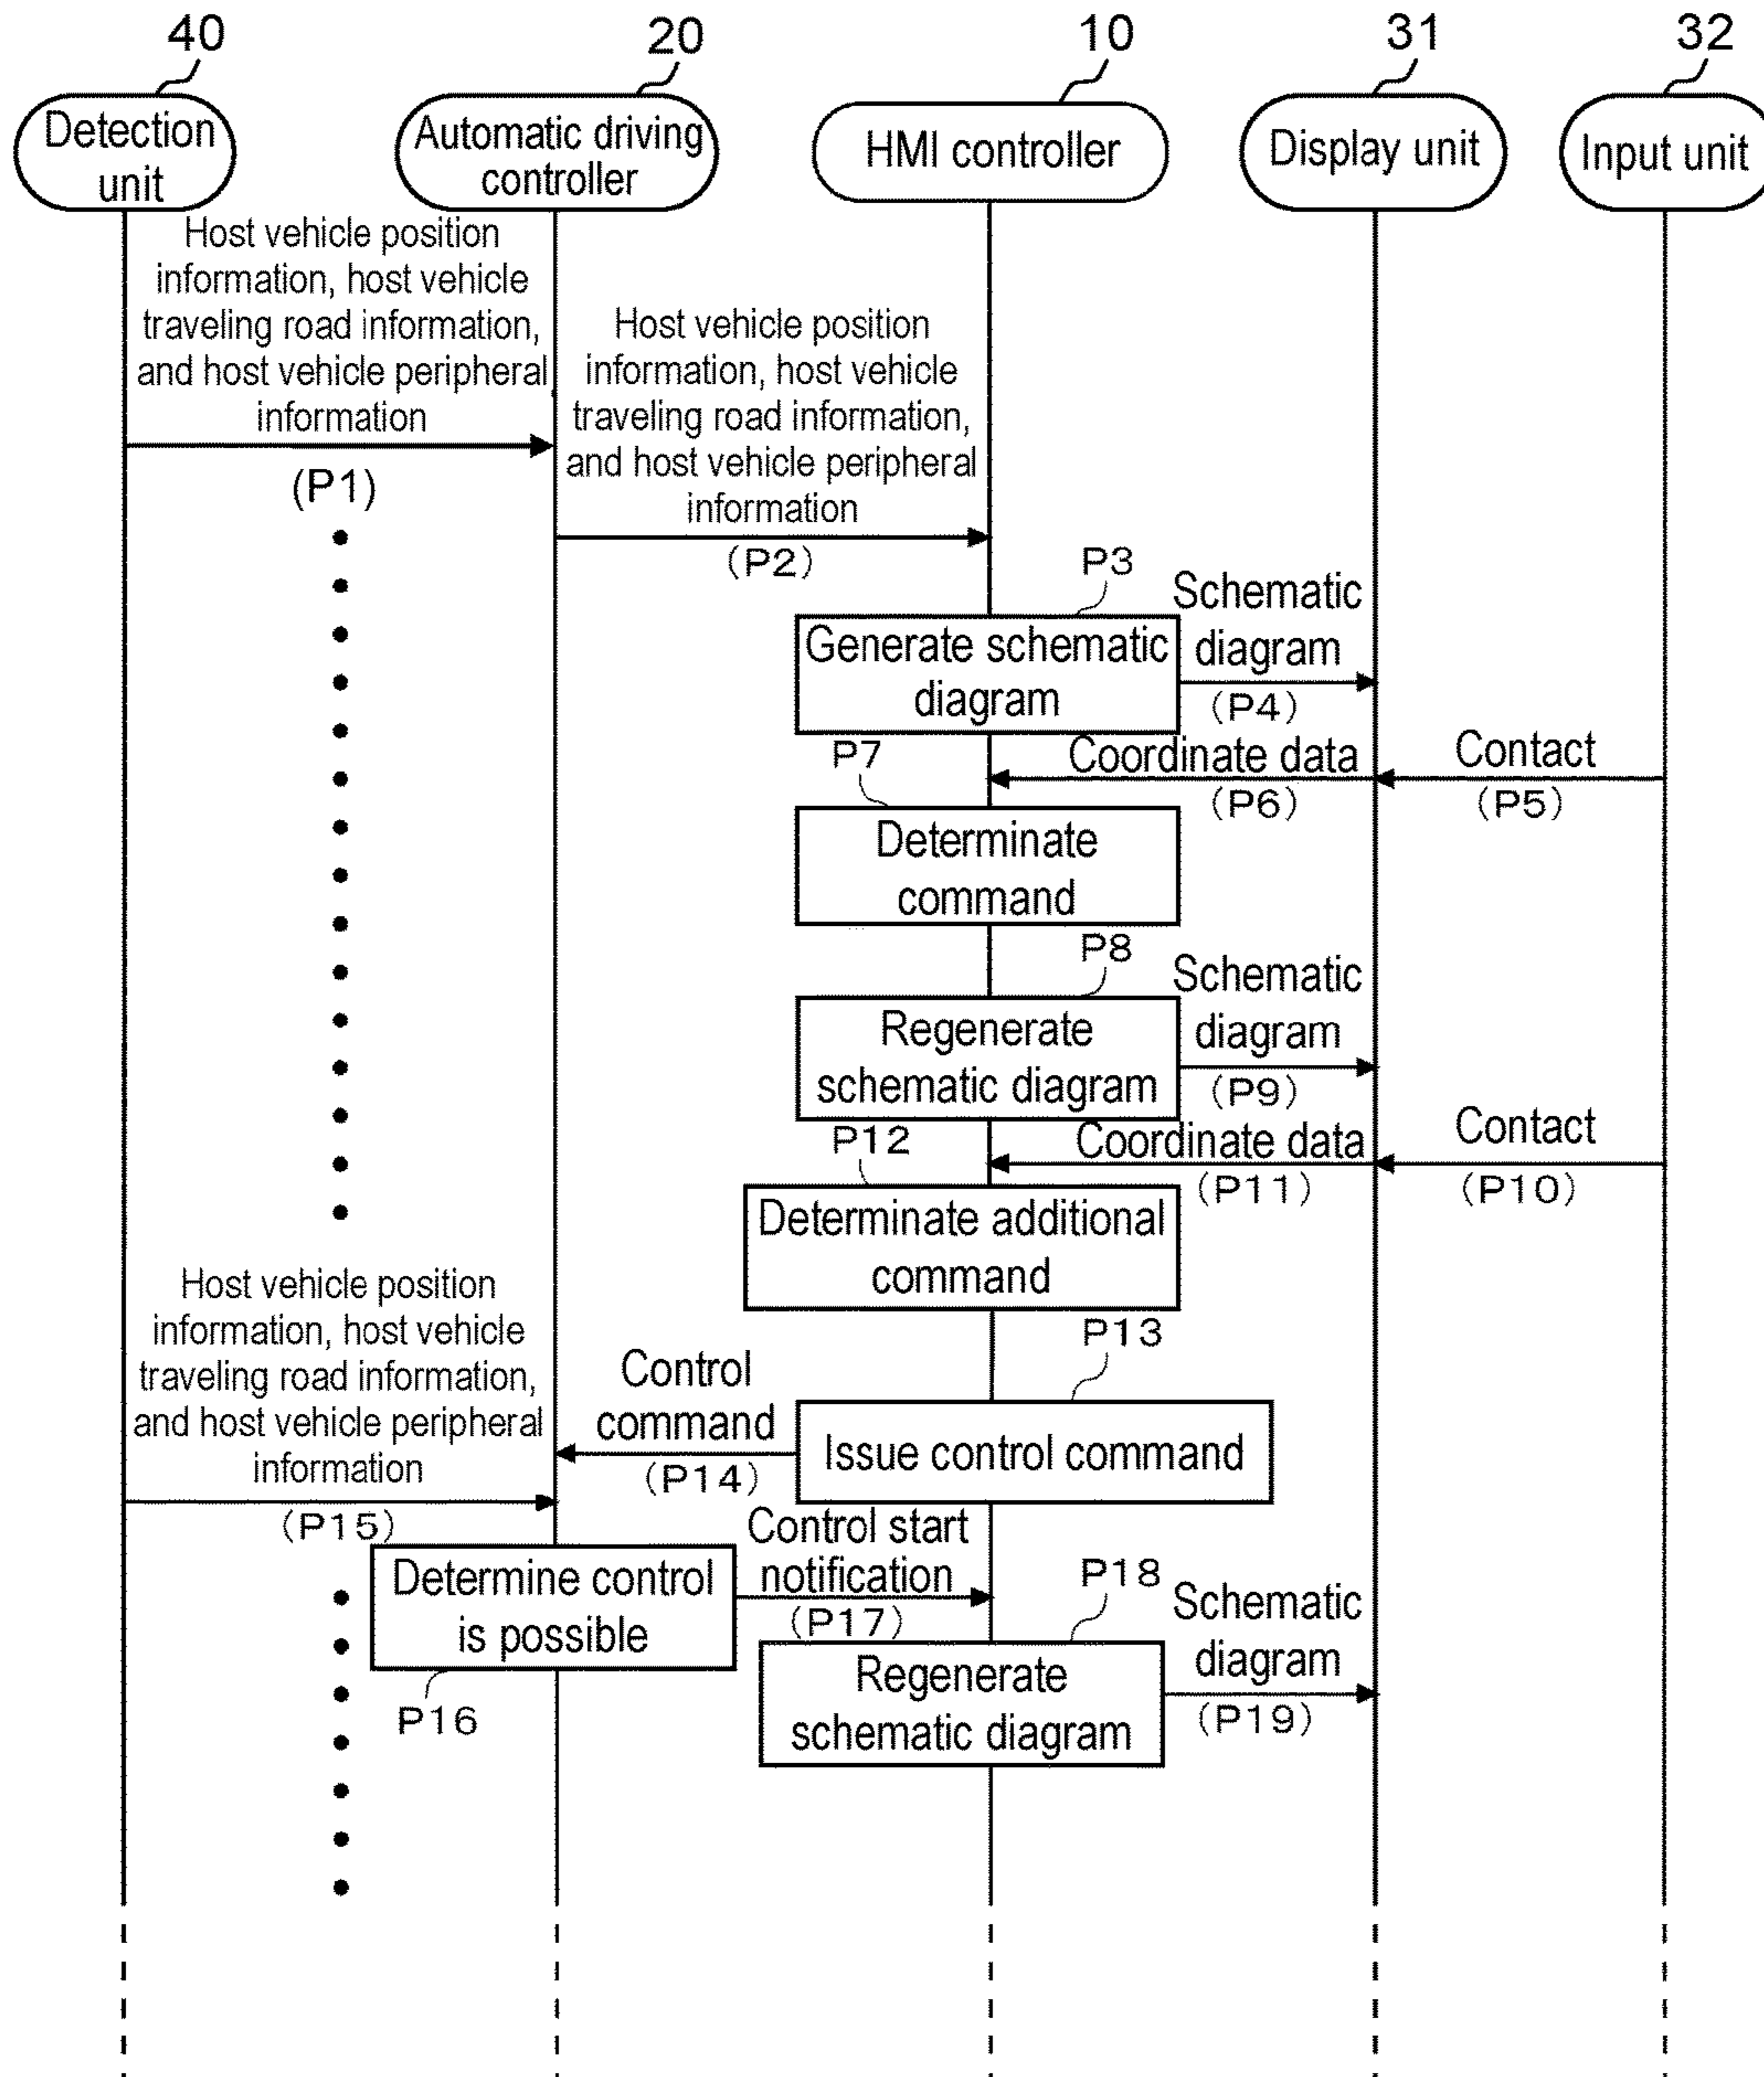 40
20
10
31
32
Detection
unit
Automatic driving
controller
HMI controller
Display unit
Input unit
Host vehicle position
information, host vehicle
traveling road information,
and host vehicle peripheral
information
(P1)
Host vehicle position
information, host vehicle
traveling road information,
and host vehicle peripheral
information
(P2)
P3
Generate schematic
diagram
Schematic
diagram
(P4)
Contact
(P5)
Coordinate data
(P6)
P7
Determinate
command
P8
Regenerate
schematic diagram
Schematic
diagram
(P9)
Contact
(P10)
Coordinate data
(P11)
P12
Determinate additional
command
P13
Issue control command
Control
command
(P14)
Host vehicle position
information, host vehicle
traveling road information,
and host vehicle peripheral
information
(P15)
Determine control
is possible
P16
Control start
notification
(P17)
P18
Regenerate
schematic diagram
Schematic
diagram
(P19)